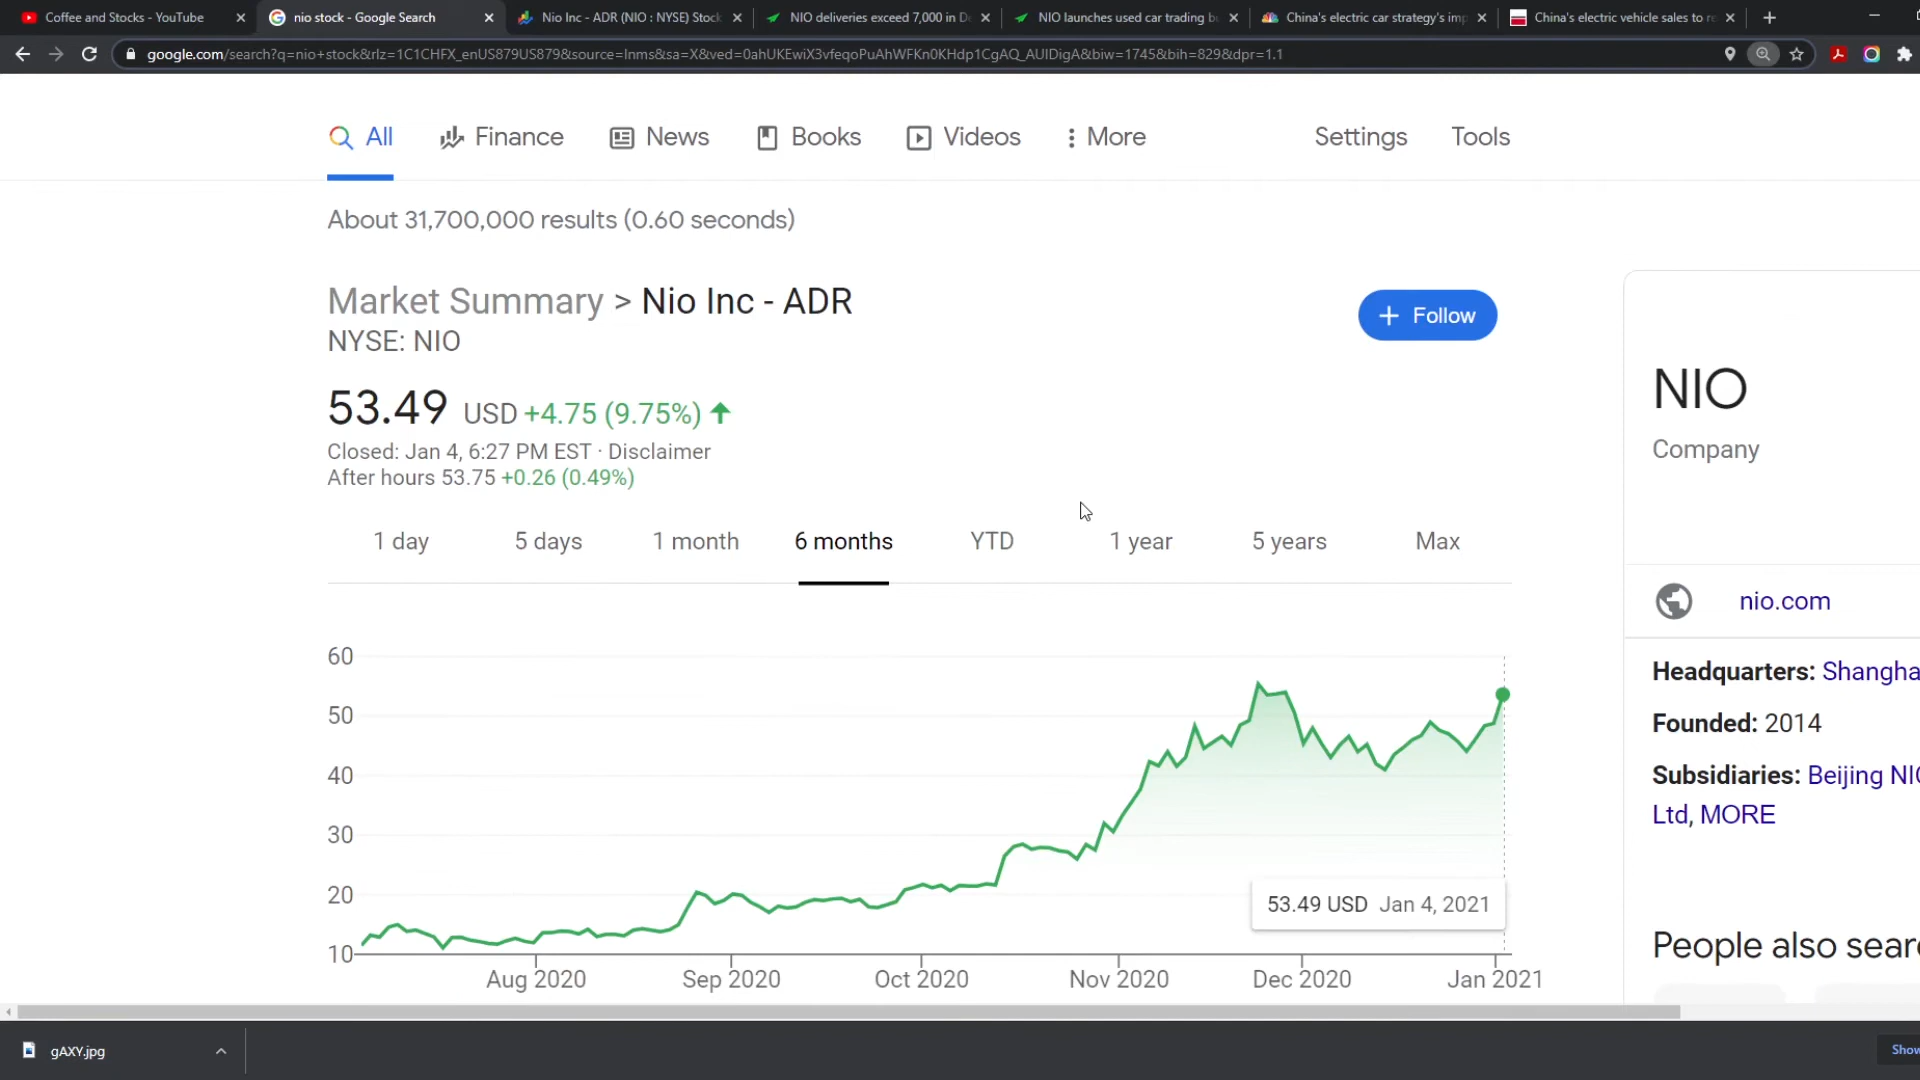 Coffee and Stocks - YouTube
nio stock - Google Search
Nio Inc - ADR (NIO : NYSE) Stock
NIO deliveries exceed 7,000 in D
NIO launches used car trading b
China's electric car strategy's imp
China's electric vehicle sales to r
google.com/search?q=nio+stock&rlz=1C1CHFX_enUS879US879&source=lnms&sa=X&ved=0ahUKEwiX3vfeqoPuAhWFKn0KHdp1CgAQ_AUIDigA&biw=1745&bih=829&dpr=1.1
All
Finance
News
Books
Videos
More
Settings
Tools
About 31,700,000 results (0.60 seconds)
Market Summary > Nio Inc - ADR
NYSE: NIO
Follow
53.49 USD +4.75 (9.75%)
Closed: Jan 4, 6:27 PM EST · Disclaimer
After hours 53.75 +0.26 (0.49%)
1 day
5 days
1 month
6 months
YTD
1 year
5 years
Max
60
50
40
30
20
10
53.49 USD Jan 4, 2021
Aug 2020
Sep 2020
Oct 2020
Nov 2020
Dec 2020
Jan 2021
NIO
Company
nio.com
Headquarters: Shangha
Founded: 2014
Subsidiaries: Beijing NIO
Ltd, MORE
People also sear
gAXY.jpg
Show